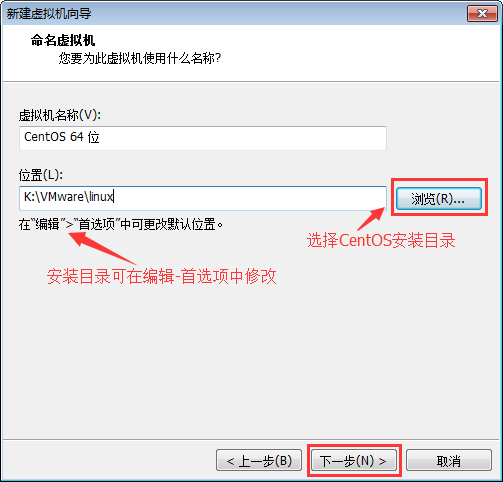 新建虚拟机向导
命名虚拟机
您要为此虚拟机使用什么名称?
虚拟机名称(V):
CentOS 64 位
位置(L):
K:\VMware\linux
浏览(R)...
在“编辑”>“首选项”中可更改默认位置。
选择CentOS安装目录
安装目录可在编辑-首选项中修改
< 上一步(B)
下一步(N) >
取消